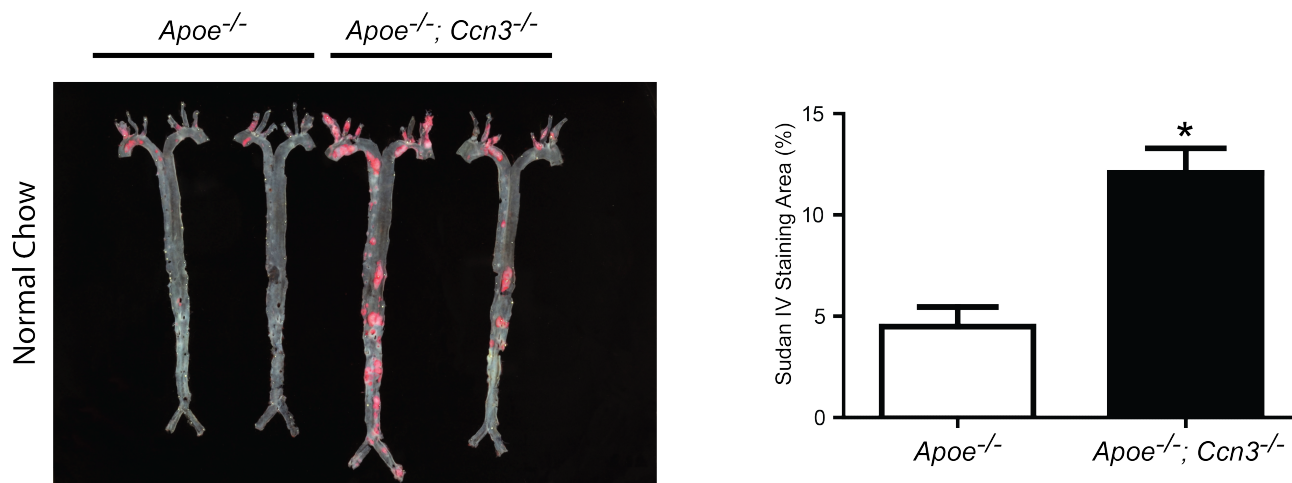 Apoe-/-
Apoe-/-; Ccn3-/-
Normal Chow
Sudan IV Staining Area (%)
15
10
5
0
*
Apoe-/-
Apoe-/-; Ccn3-/-